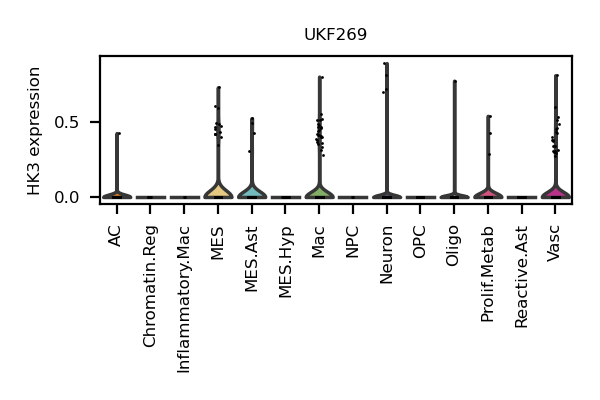 UKF269
HK3 expression
0.5
0.0
AC
Chromatin.Reg
Inflammatory.Mac
MES
MES.Ast
MES.Hyp
Mac
NPC
Neuron
OPC
Oligo
Prolif.Metab
Reactive.Ast
Vasc